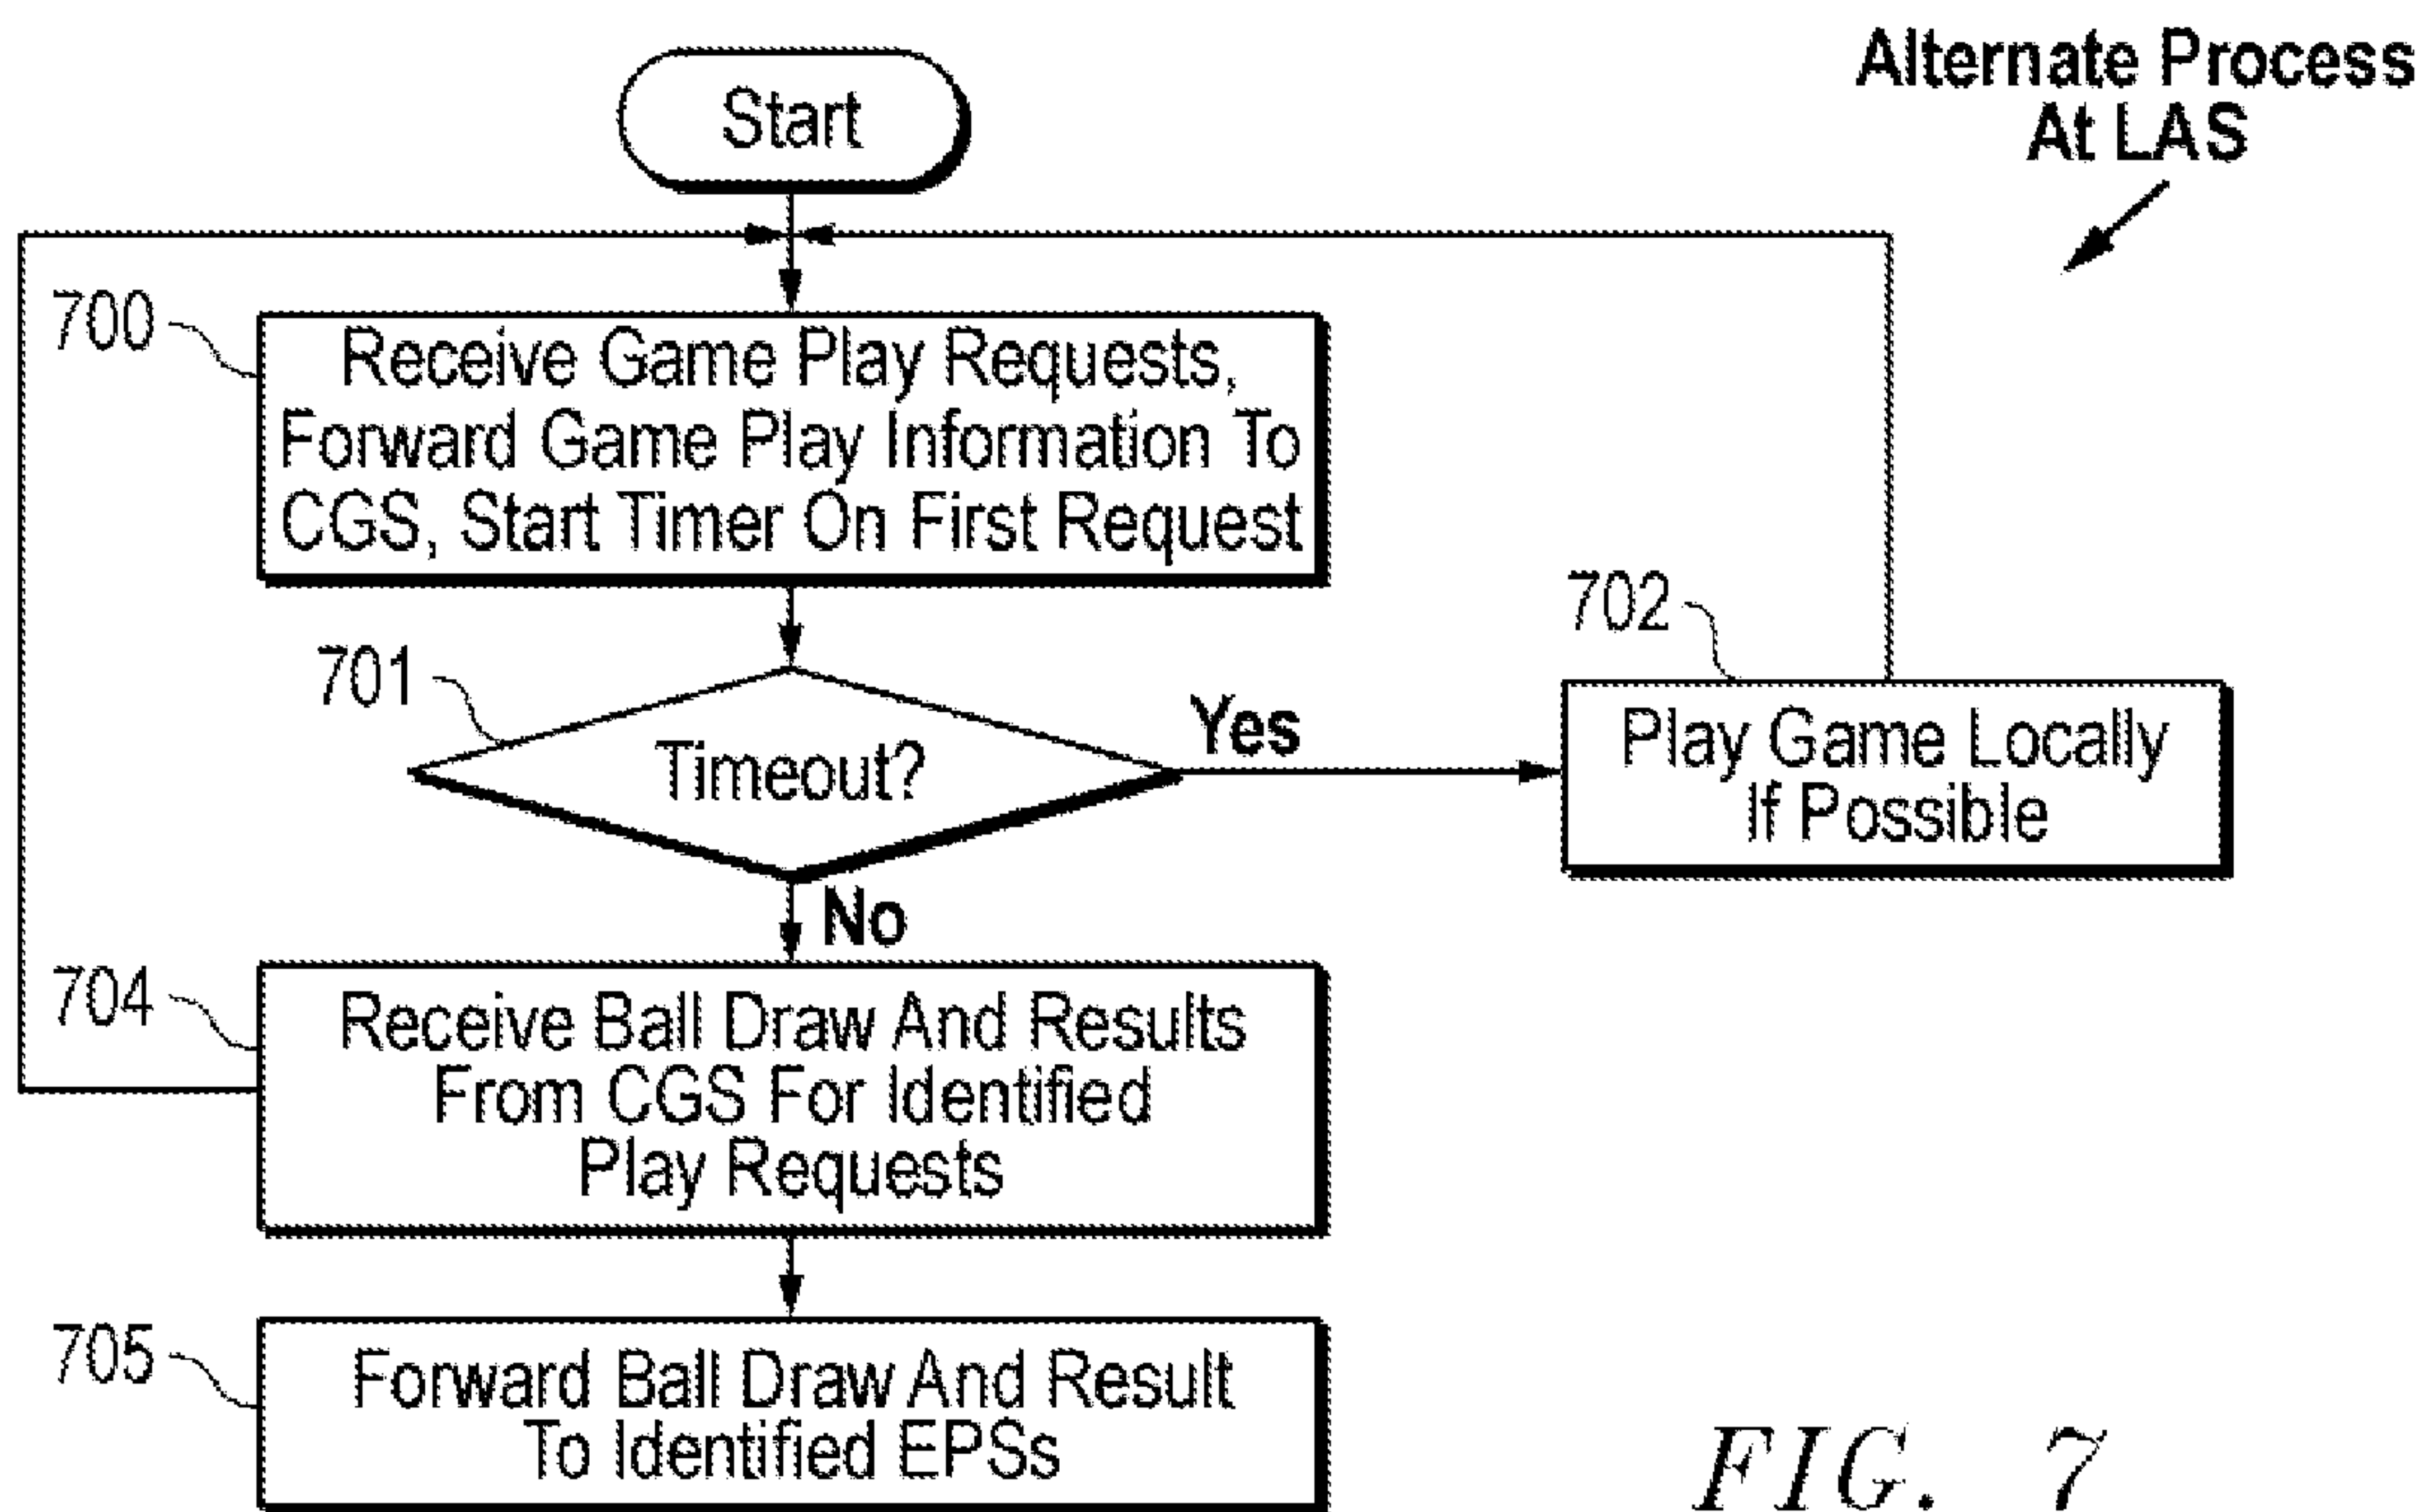 Alternate Process
At LAS
Start
700
Receive Game Play Requests,
Forward Game Play Information To
CGS, Start Timer On First Request
701
Timeout?
Yes
702
Play Game Locally
If Possible
No
704
Receive Ball Draw And Results
From CGS For Identified
Play Requests
705
Forward Ball Draw And Result
To Identified EPSs
FIG. 7